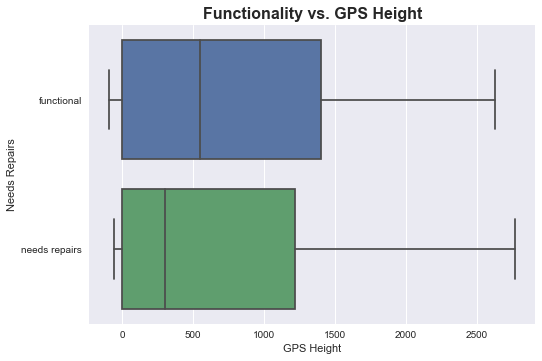 Functionality vs. GPS Height
Needs Repairs
functional
needs repairs
0 500 1000 1500 2000 2500
GPS Height